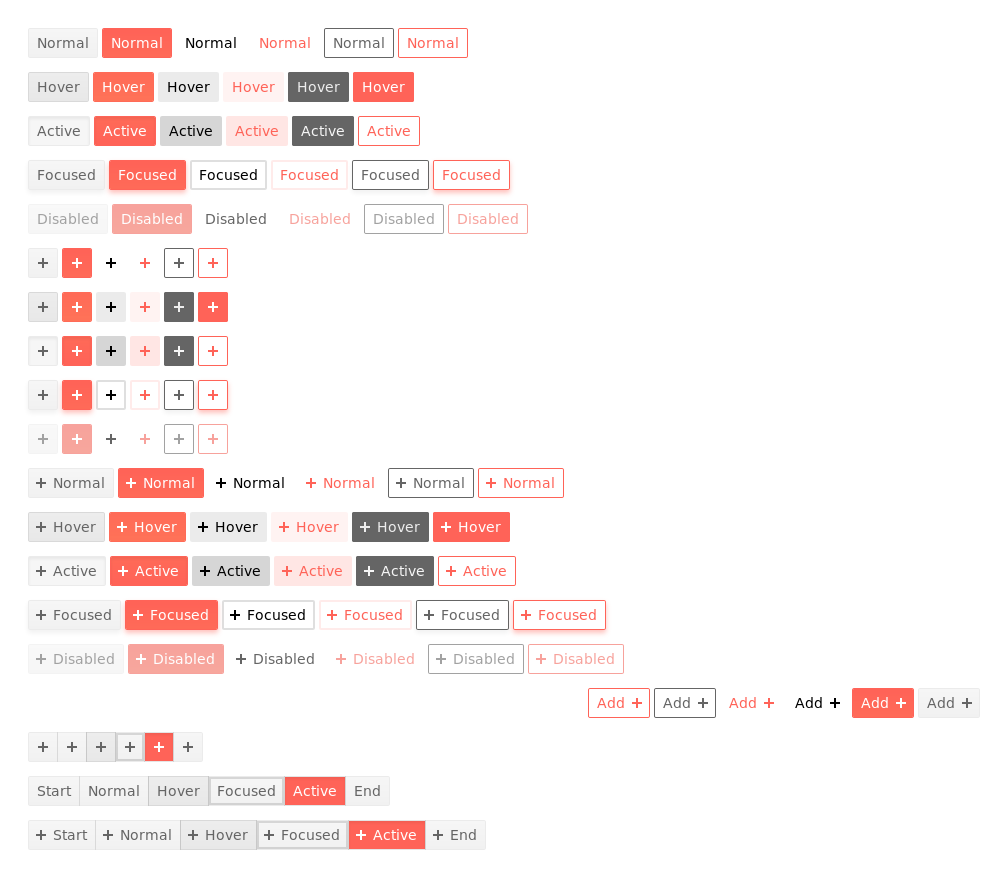 Normal Normal Normal Normal Normal Normal
Hover Hover Hover Hover Hover Hover
Active Active Active Active Active Active
Focused Focused Focused Focused Focused Focused
Disabled Disabled Disabled Disabled Disabled Disabled
+ + + + + +
+ + + + + +
+ + + + + +
+ + + + + +
+ + + + + +
+ Normal + Normal + Normal + Normal + Normal + Normal
+ Hover + Hover + Hover + Hover + Hover + Hover
+ Active + Active + Active + Active + Active + Active
+ Focused + Focused + Focused + Focused + Focused + Focused
+ Disabled + Disabled + Disabled + Disabled + Disabled + Disabled
Add + Add + Add + Add + Add + Add +
+ + + + + +
Start Normal Hover Focused Active End
+ Start + Normal + Hover + Focused + Active + End